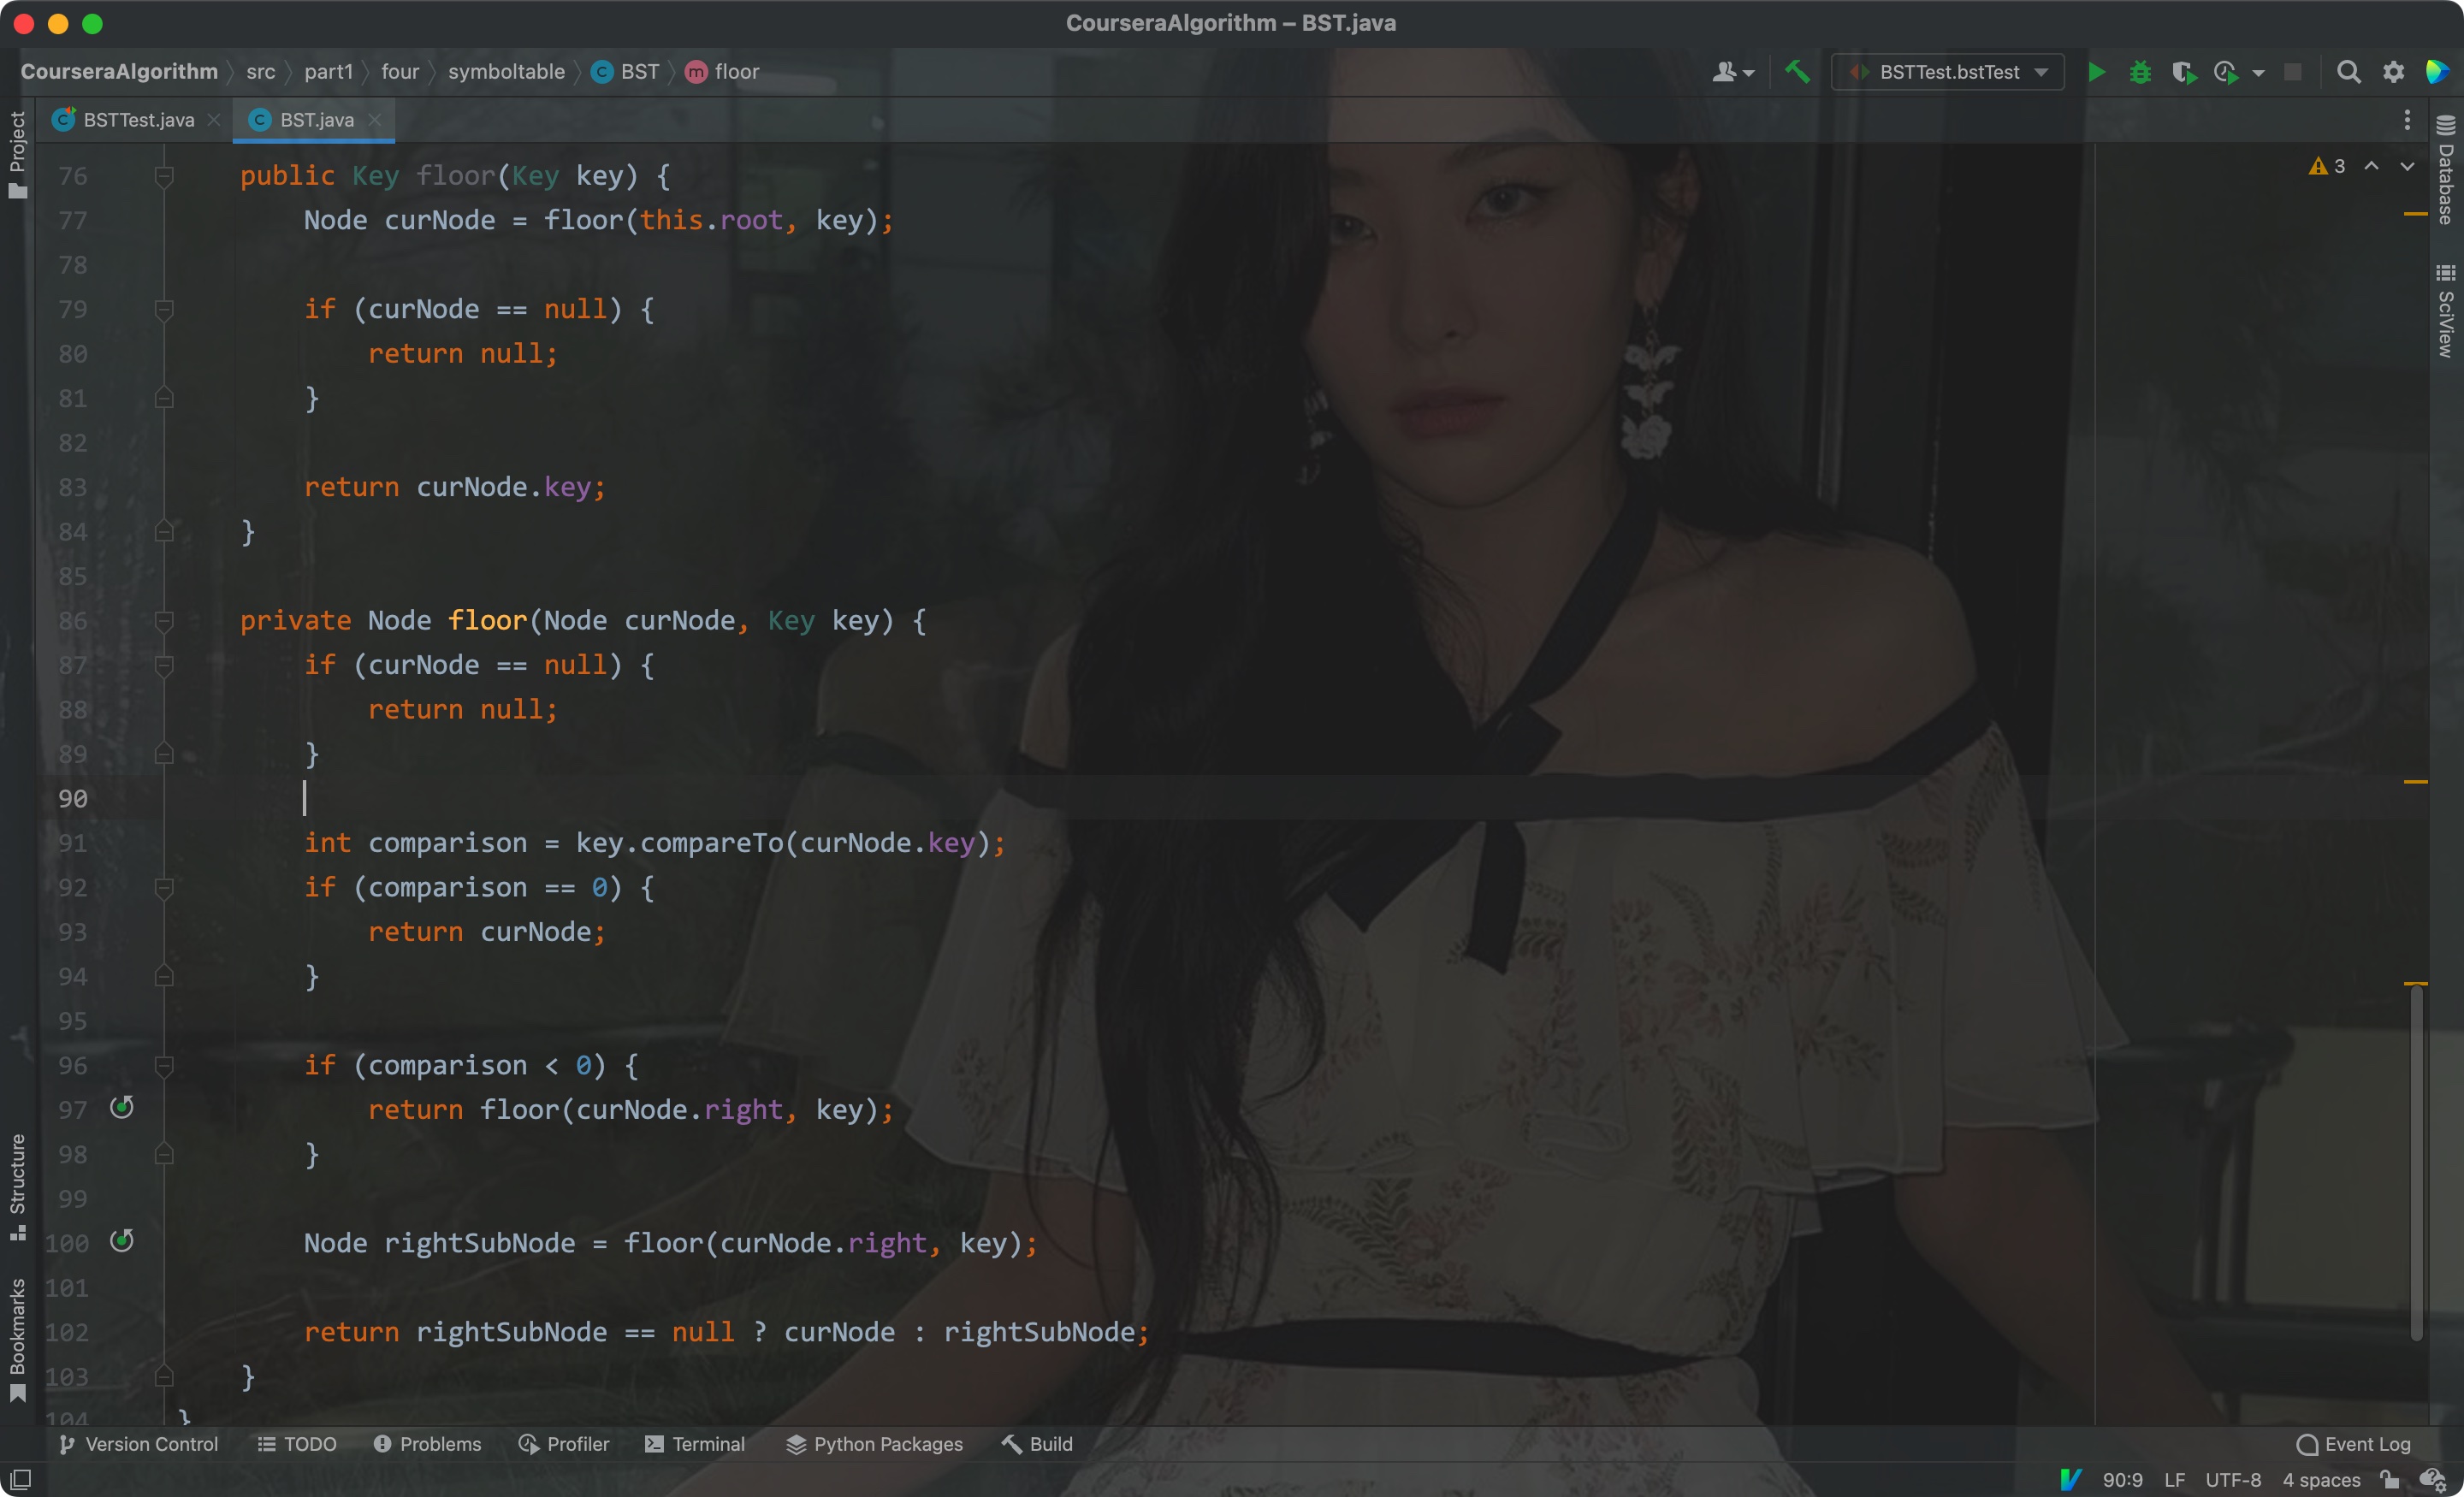 CourseraAlgorithm – BST.java
CourseraAlgorithm src part1 four symboltable BST floor
BSTTest.bstTest
BSTTest.java BST.java
3
Project
Structure
Bookmarks
Database
SciView
76 public Key floor(Key key) {
77 Node curNode = floor(this.root, key);
78
79 if (curNode == null) {
80 return null;
81 }
82
83 return curNode.key;
84 }
85
86 private Node floor(Node curNode, Key key) {
87 if (curNode == null) {
88 return null;
89 }
90
91 int comparison = key.compareTo(curNode.key);
92 if (comparison == 0) {
93 return curNode;
94 }
95
96 if (comparison < 0) {
97 return floor(curNode.right, key);
98 }
99
100 Node rightSubNode = floor(curNode.right, key);
101
102 return rightSubNode == null ? curNode : rightSubNode;
103 }
104 }
Version Control TODO Problems Profiler Terminal Python Packages Build Event Log
90:9 LF UTF-8 4 spaces